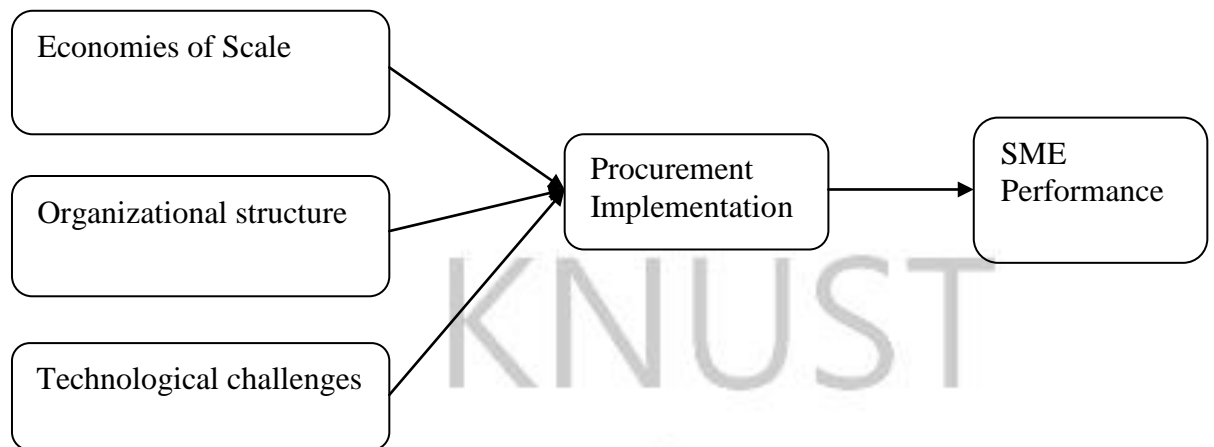 Economies of Scale
Organizational structure
Technological challenges
Procurement
Implementation
SME
Performance
KNUST